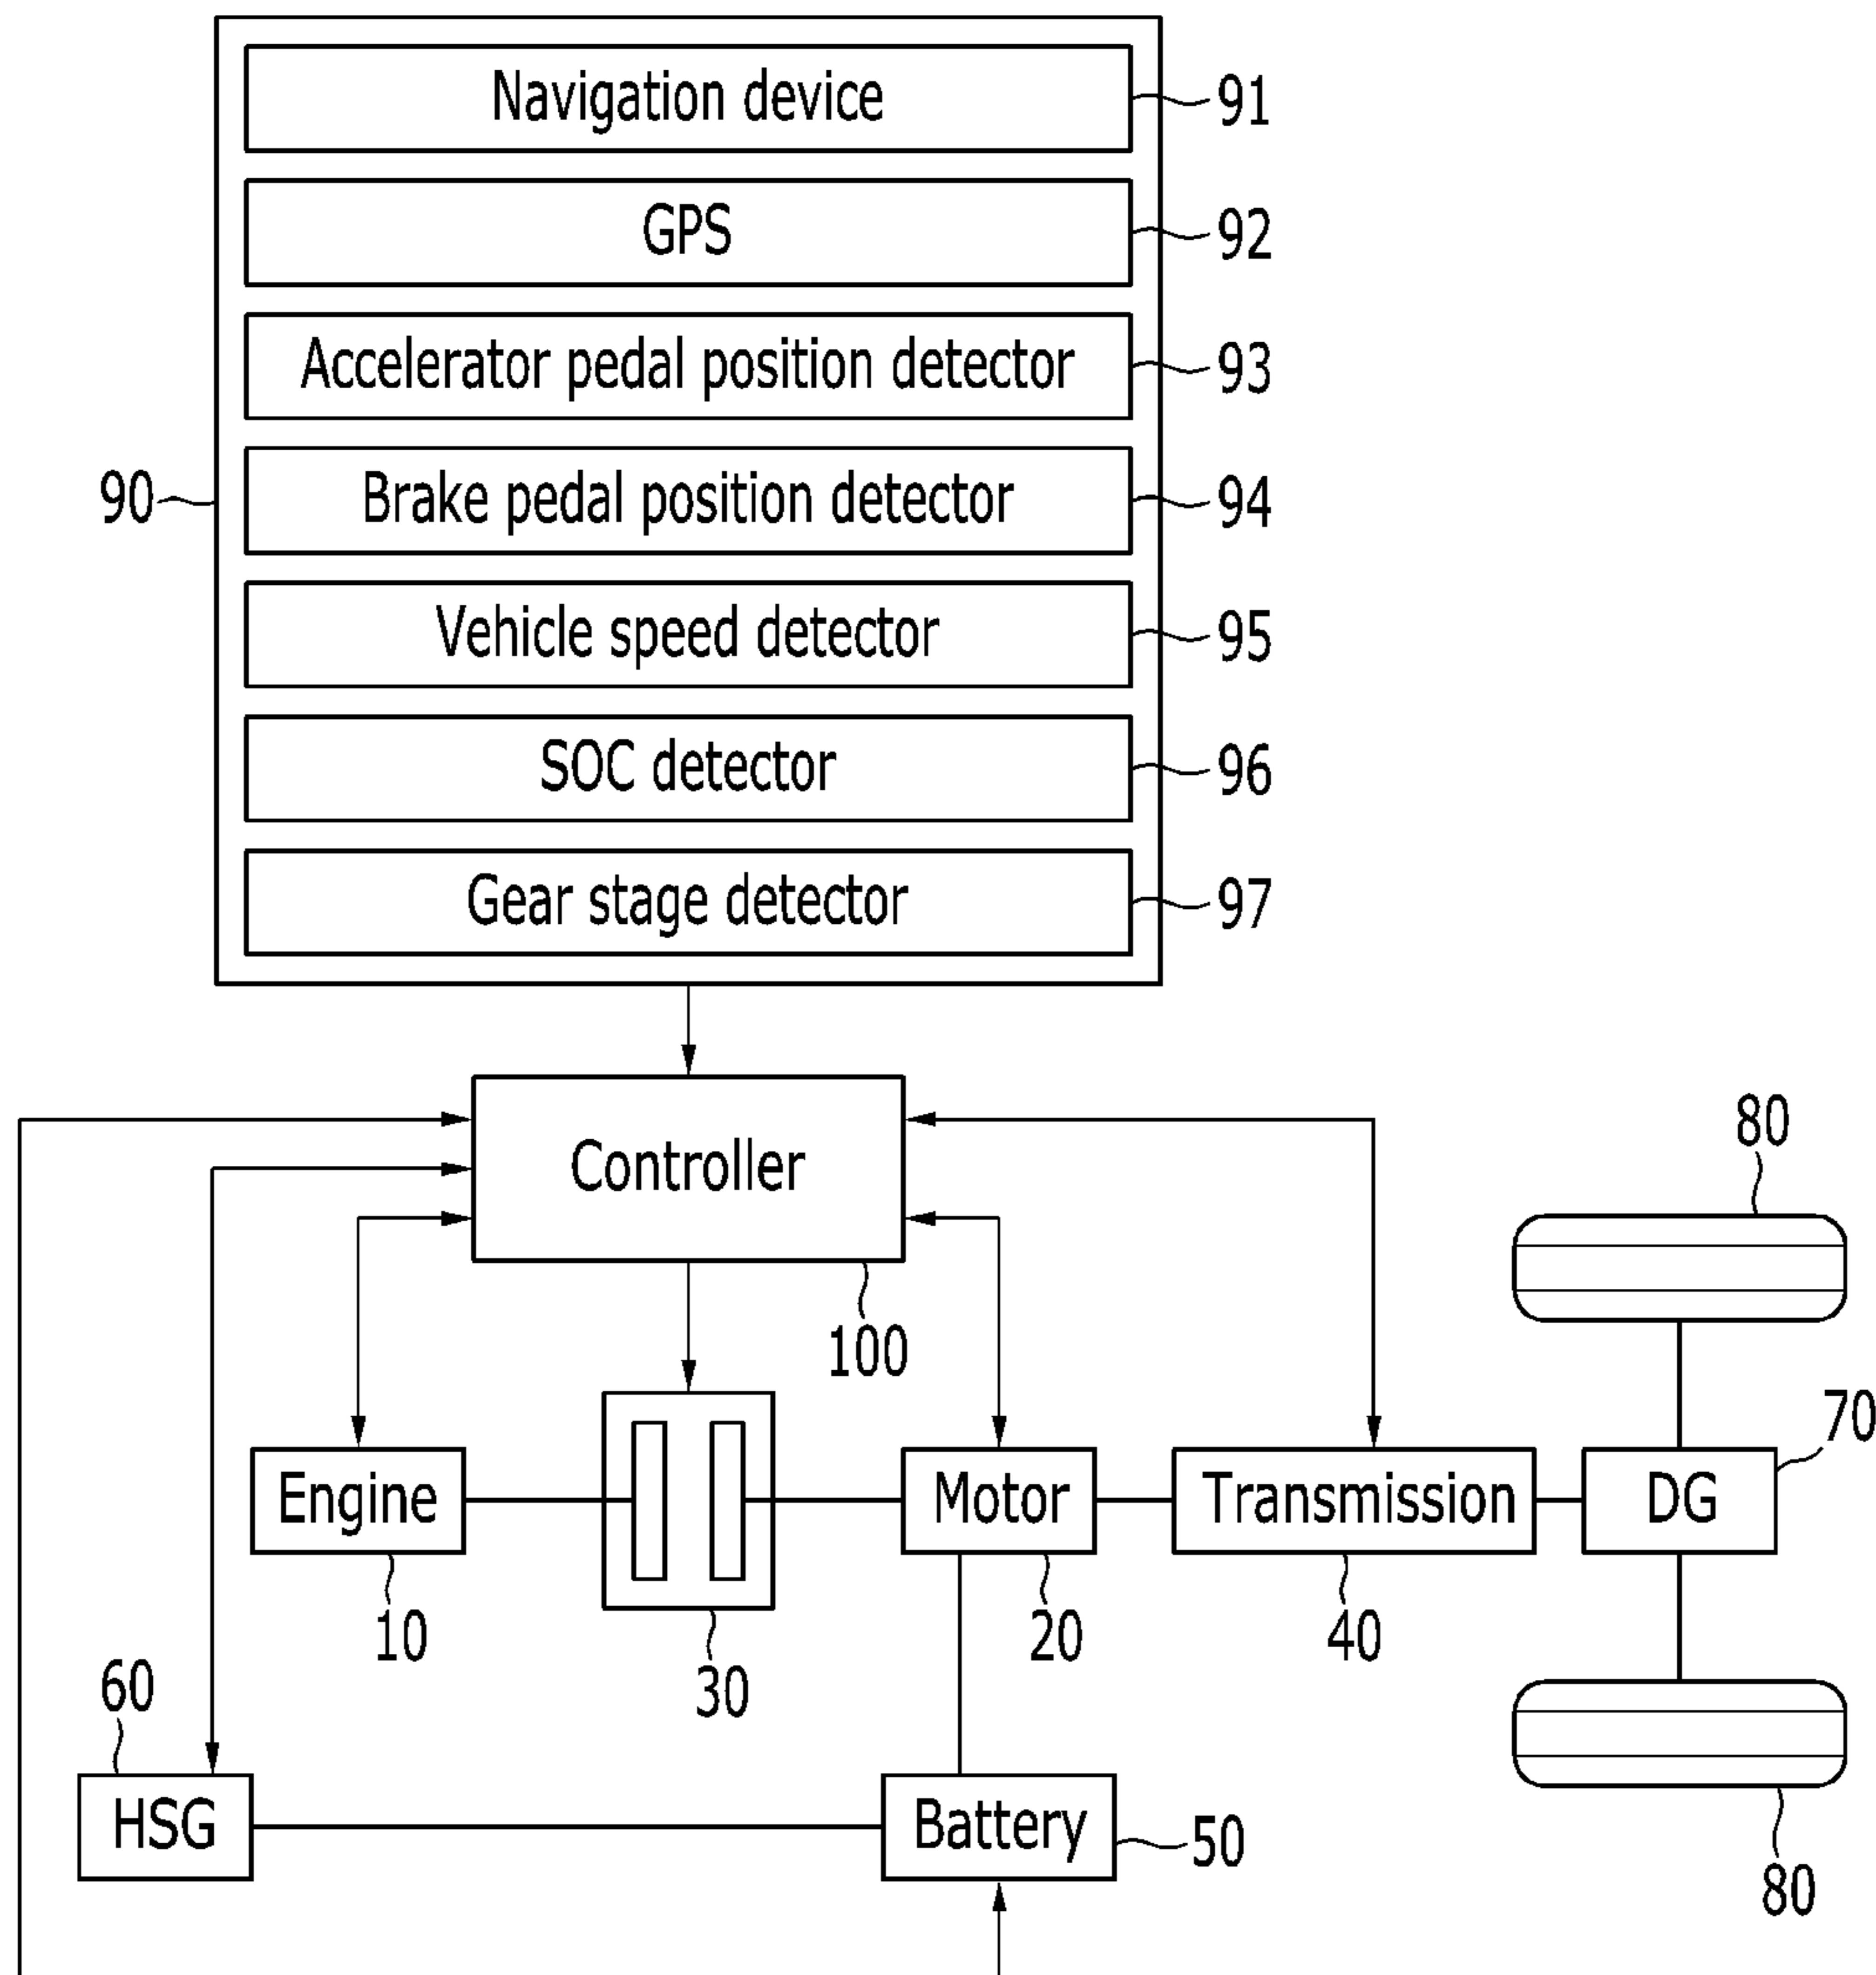 Navigation device 91
GPS 92
Accelerator pedal position detector 93
90 Brake pedal position detector 94
Vehicle speed detector 95
SOC detector 96
Gear stage detector 97
Controller
80
100
70
Engine
Motor
Transmission
DG
10
20
40
30
60
HSG
Battery
50
80